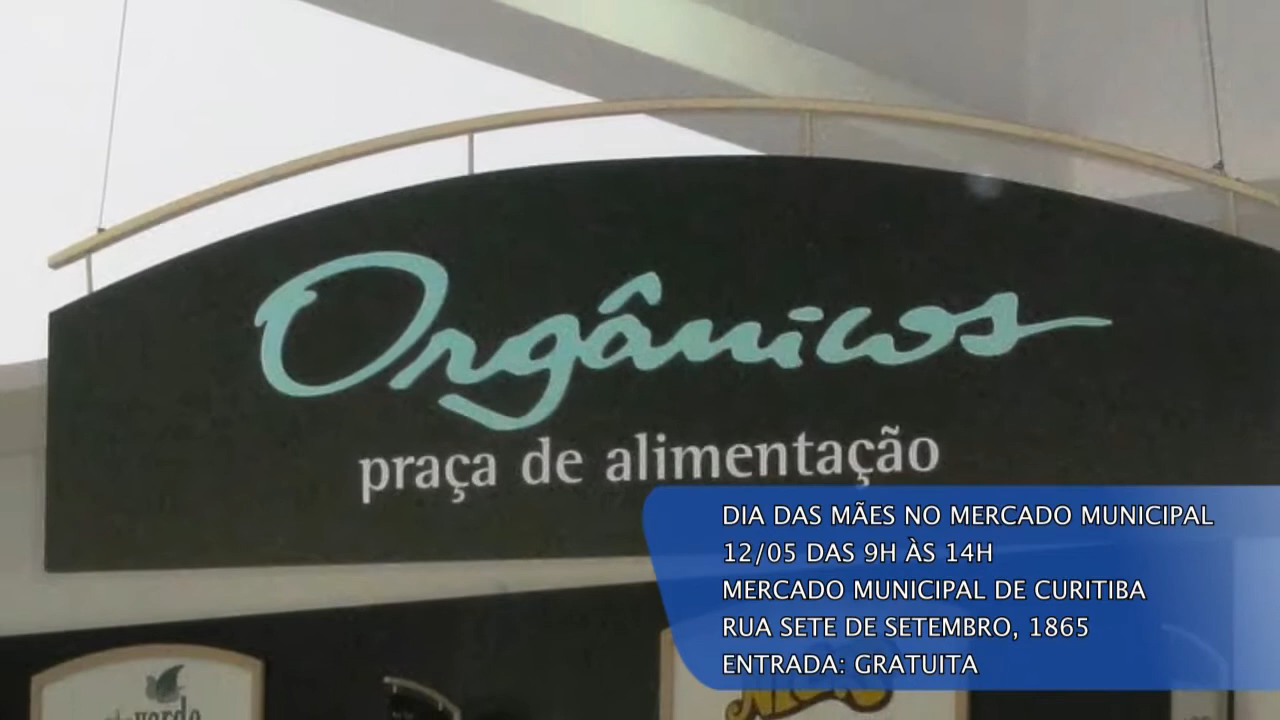 Orgânicos
praça de alimentação
DIA DAS MÃES NO MERCADO MUNICIPAL
12/05 DAS 9H ÀS 14H
MERCADO MUNICIPAL DE CURITIBA
RUA SETE DE SETEMBRO, 1865
ENTRADA: GRATUITA